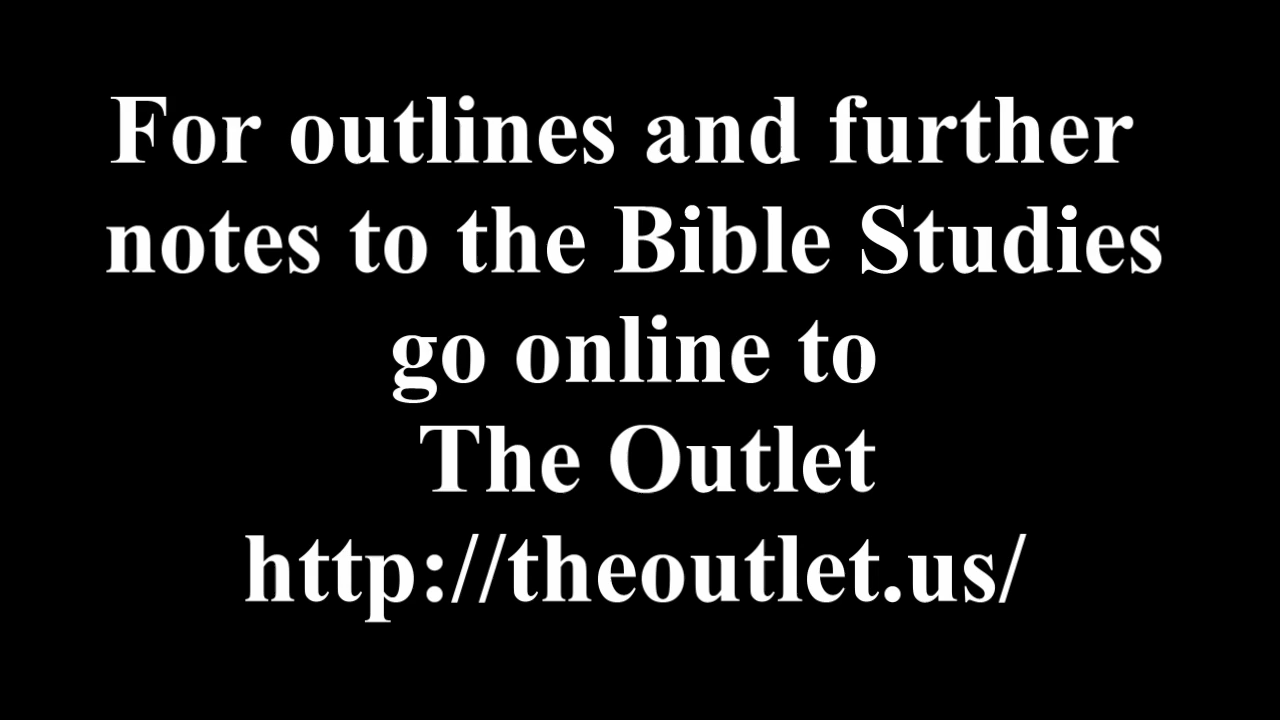 For outlines and further
notes to the Bible Studies
go online to
The Outlet
http://theoutlet.us/